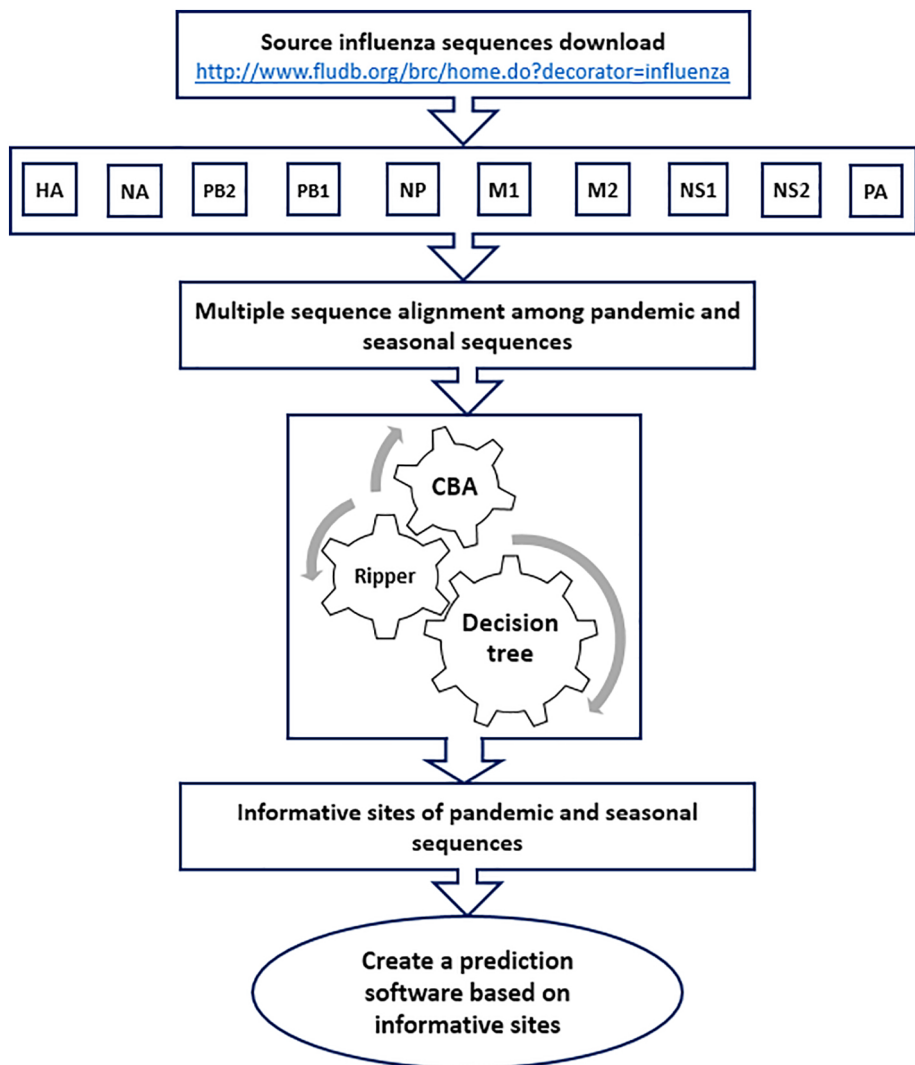 Source influenza sequences download
http://www.fludb.org/brc/home.do?decorator=influenza
HA NA PB2 PB1 NP M1 M2 NS1 NS2 PA
Multiple sequence alignment among pandemic and
seasonal sequences
CBA
Ripper
Decision
tree
Informative sites of pandemic and seasonal
sequences
Create a prediction
software based on
informative sites